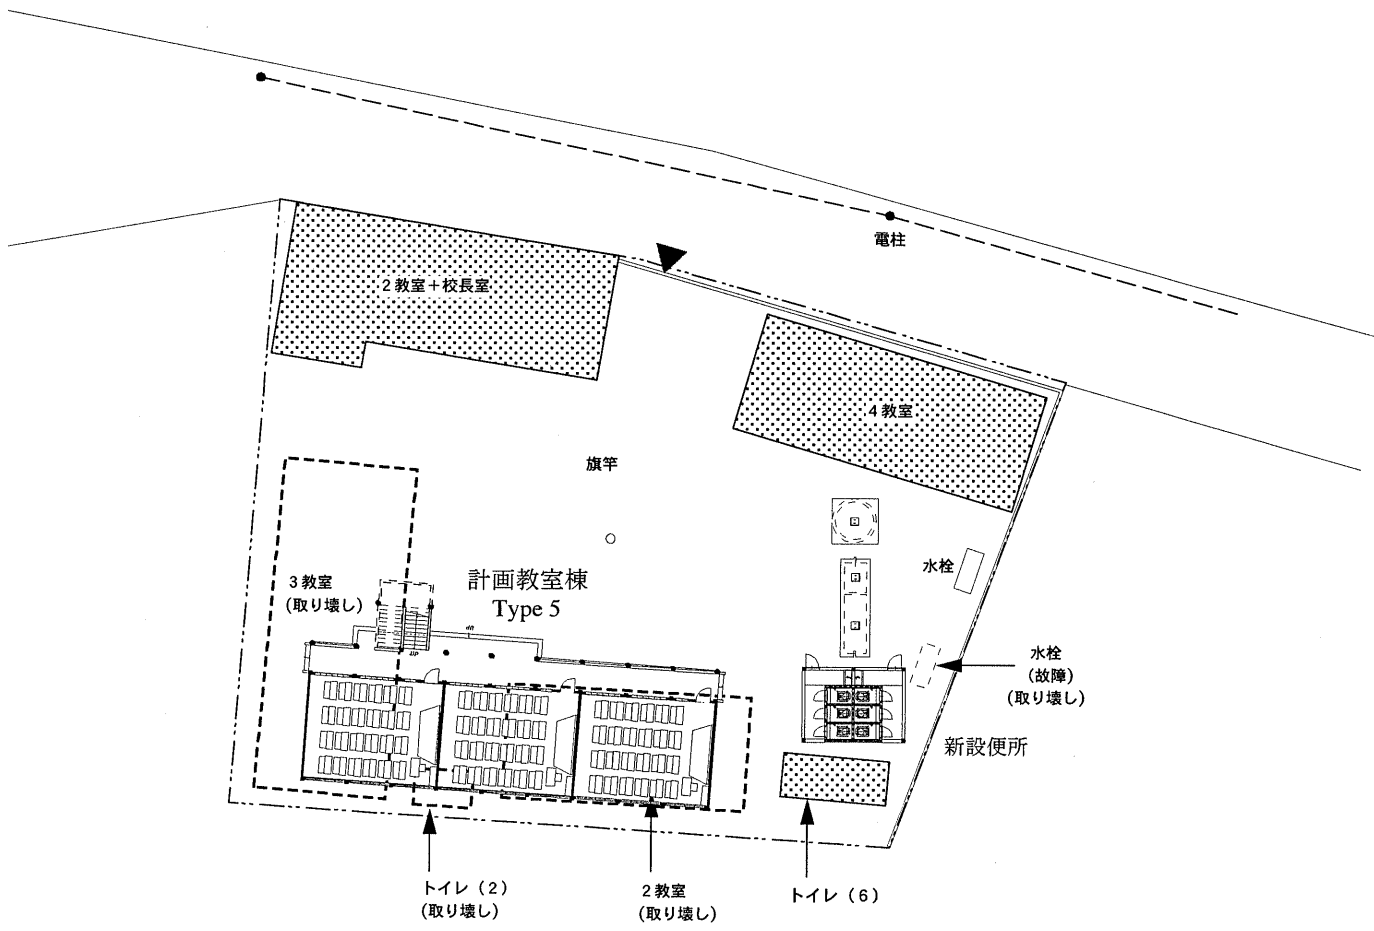 電柱
2教室+校長室
4教室
旗竿
水栓
3教室
(取り壊し)
計画教室棟
Type 5
水栓
(故障)
(取り壊し)
新設便所
トイレ(2)
(取り壊し)
2教室
(取り壊し)
トイレ(6)